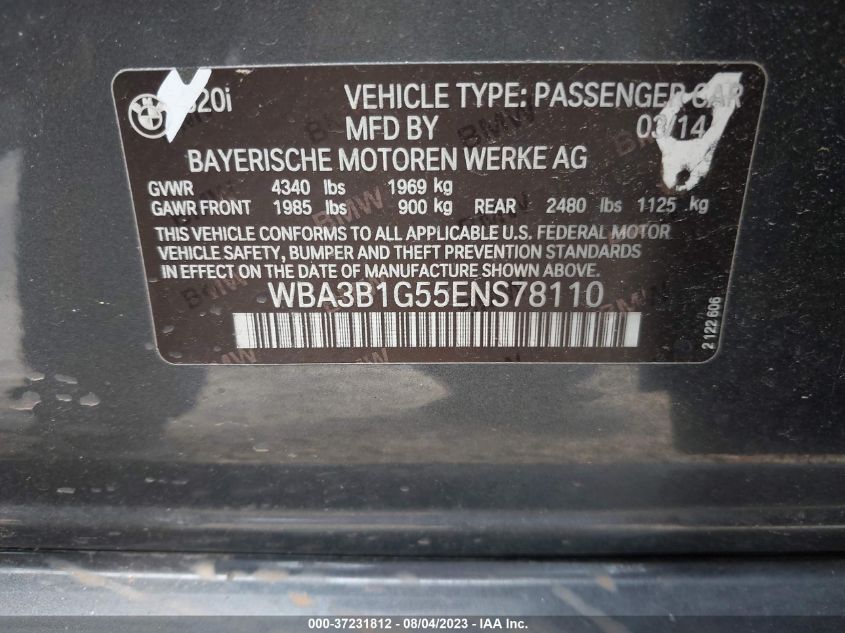 320i VEHICLE TYPE: PASSENGER CAR
MFD BY 03/14
BAYERISCHE MOTOREN WERKE AG
GVWR 4340 lbs 1969 kg
GAWR FRONT 1985 lbs 900 kg REAR 2480 lbs 1125 kg
THIS VEHICLE CONFORMS TO ALL APPLICABLE U.S. FEDERAL MOTOR
VEHICLE SAFETY, BUMPER AND THEFT PREVENTION STANDARDS
IN EFFECT ON THE DATE OF MANUFACTURE SHOWN ABOVE.
WBA3B1G55ENS78110
2 122 606
000-37231812 / 08/04/2023 - IAA Inc.